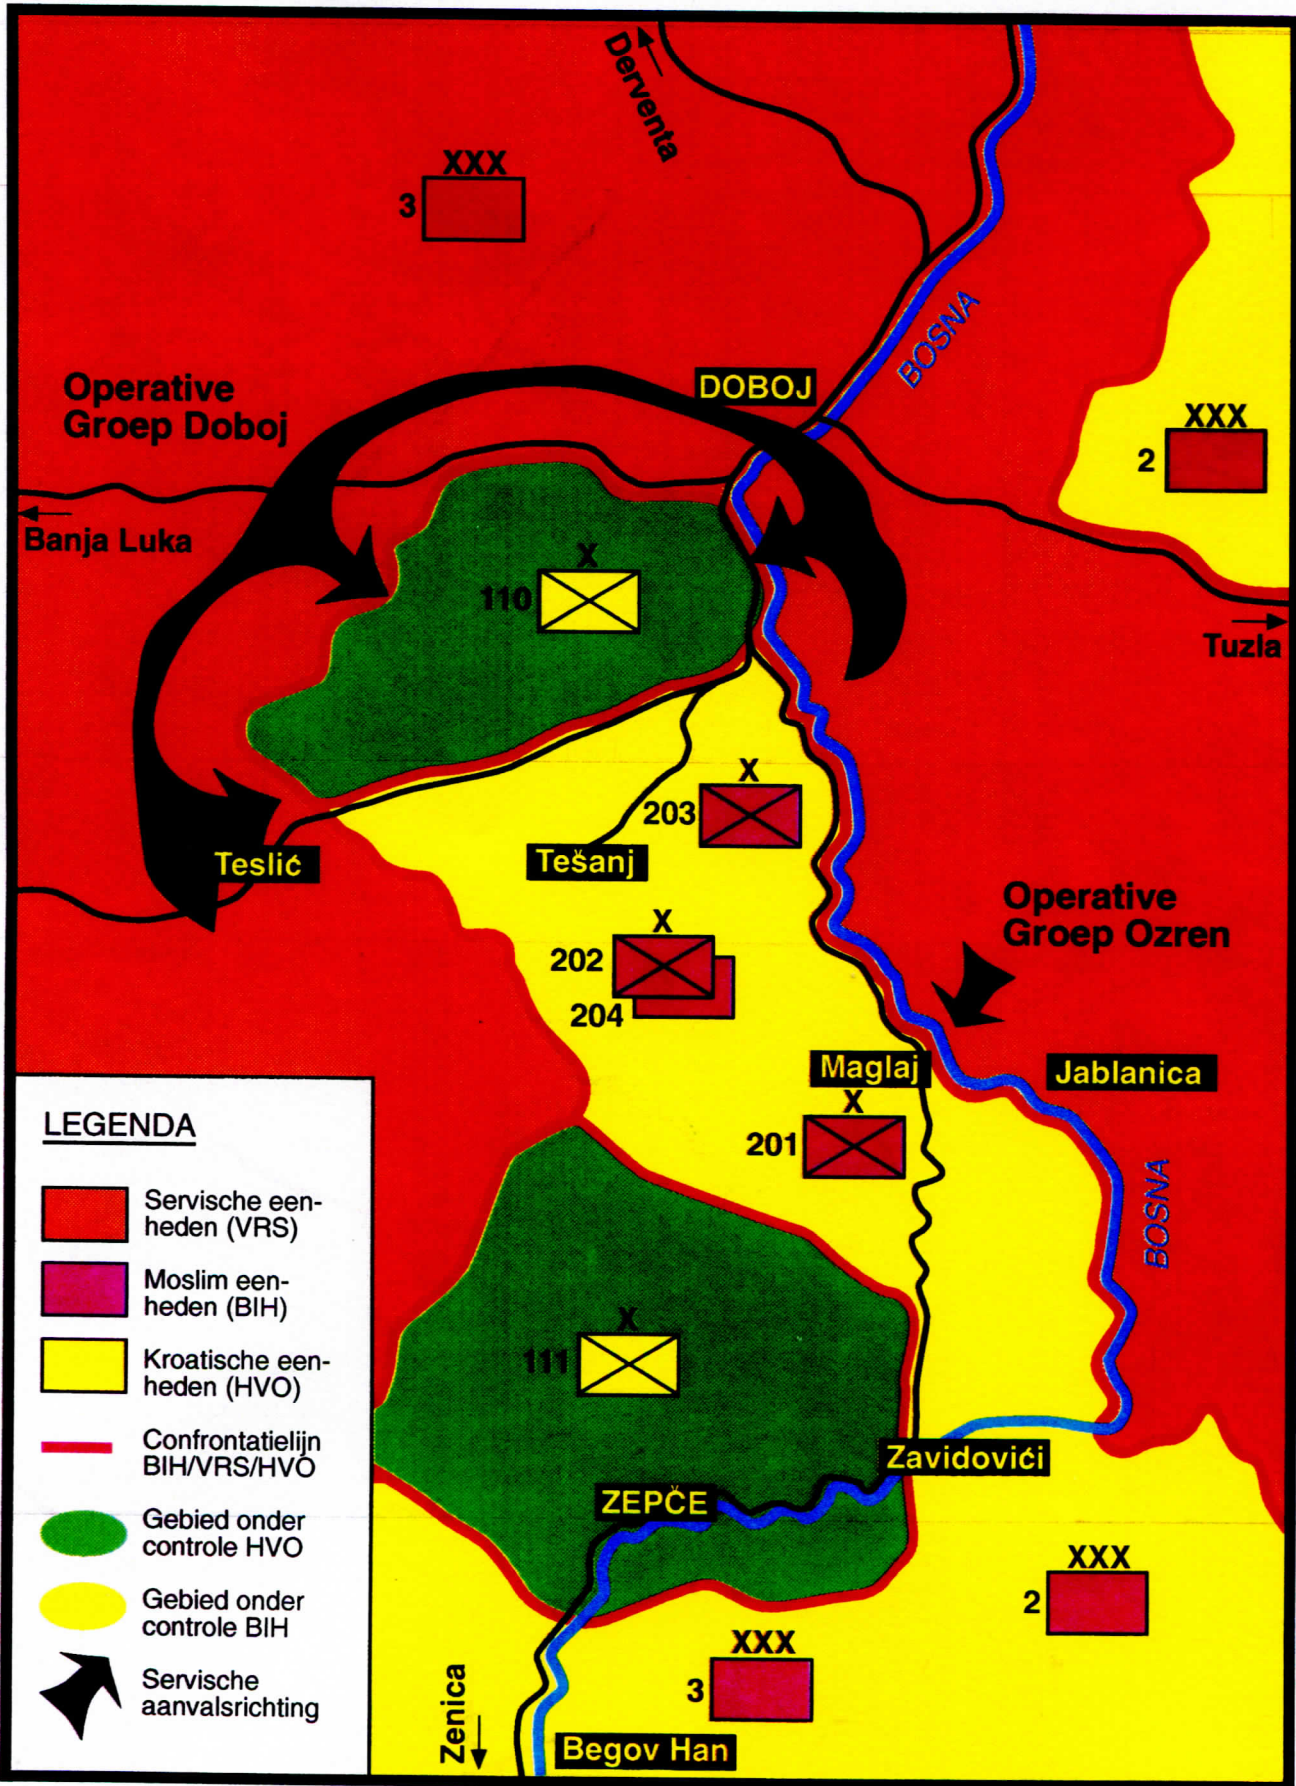 Derventa
XXX
3
BOSNA
Operative
Groep Doboj
DOBOJ
XXX
2
Banja Luka
X
110
Tuzla
X
203
Teslić
Tešanj
Operative
Groep Ozren
X
202
204
Maglaj
Jablanica
X
201
BOSNA
X
111
Zavidovići
ZEPČE
XXX
2
XXX
3
Zenica
Begov Han
LEGENDA
Servische een-
heden (VRS)
Moslim een-
heden (BIH)
Kroatische een-
heden (HVO)
Confrontatielijn
BIH/VRS/HVO
Gebied onder
controle HVO
Gebied onder
controle BIH
Servische
aanvalsrichting